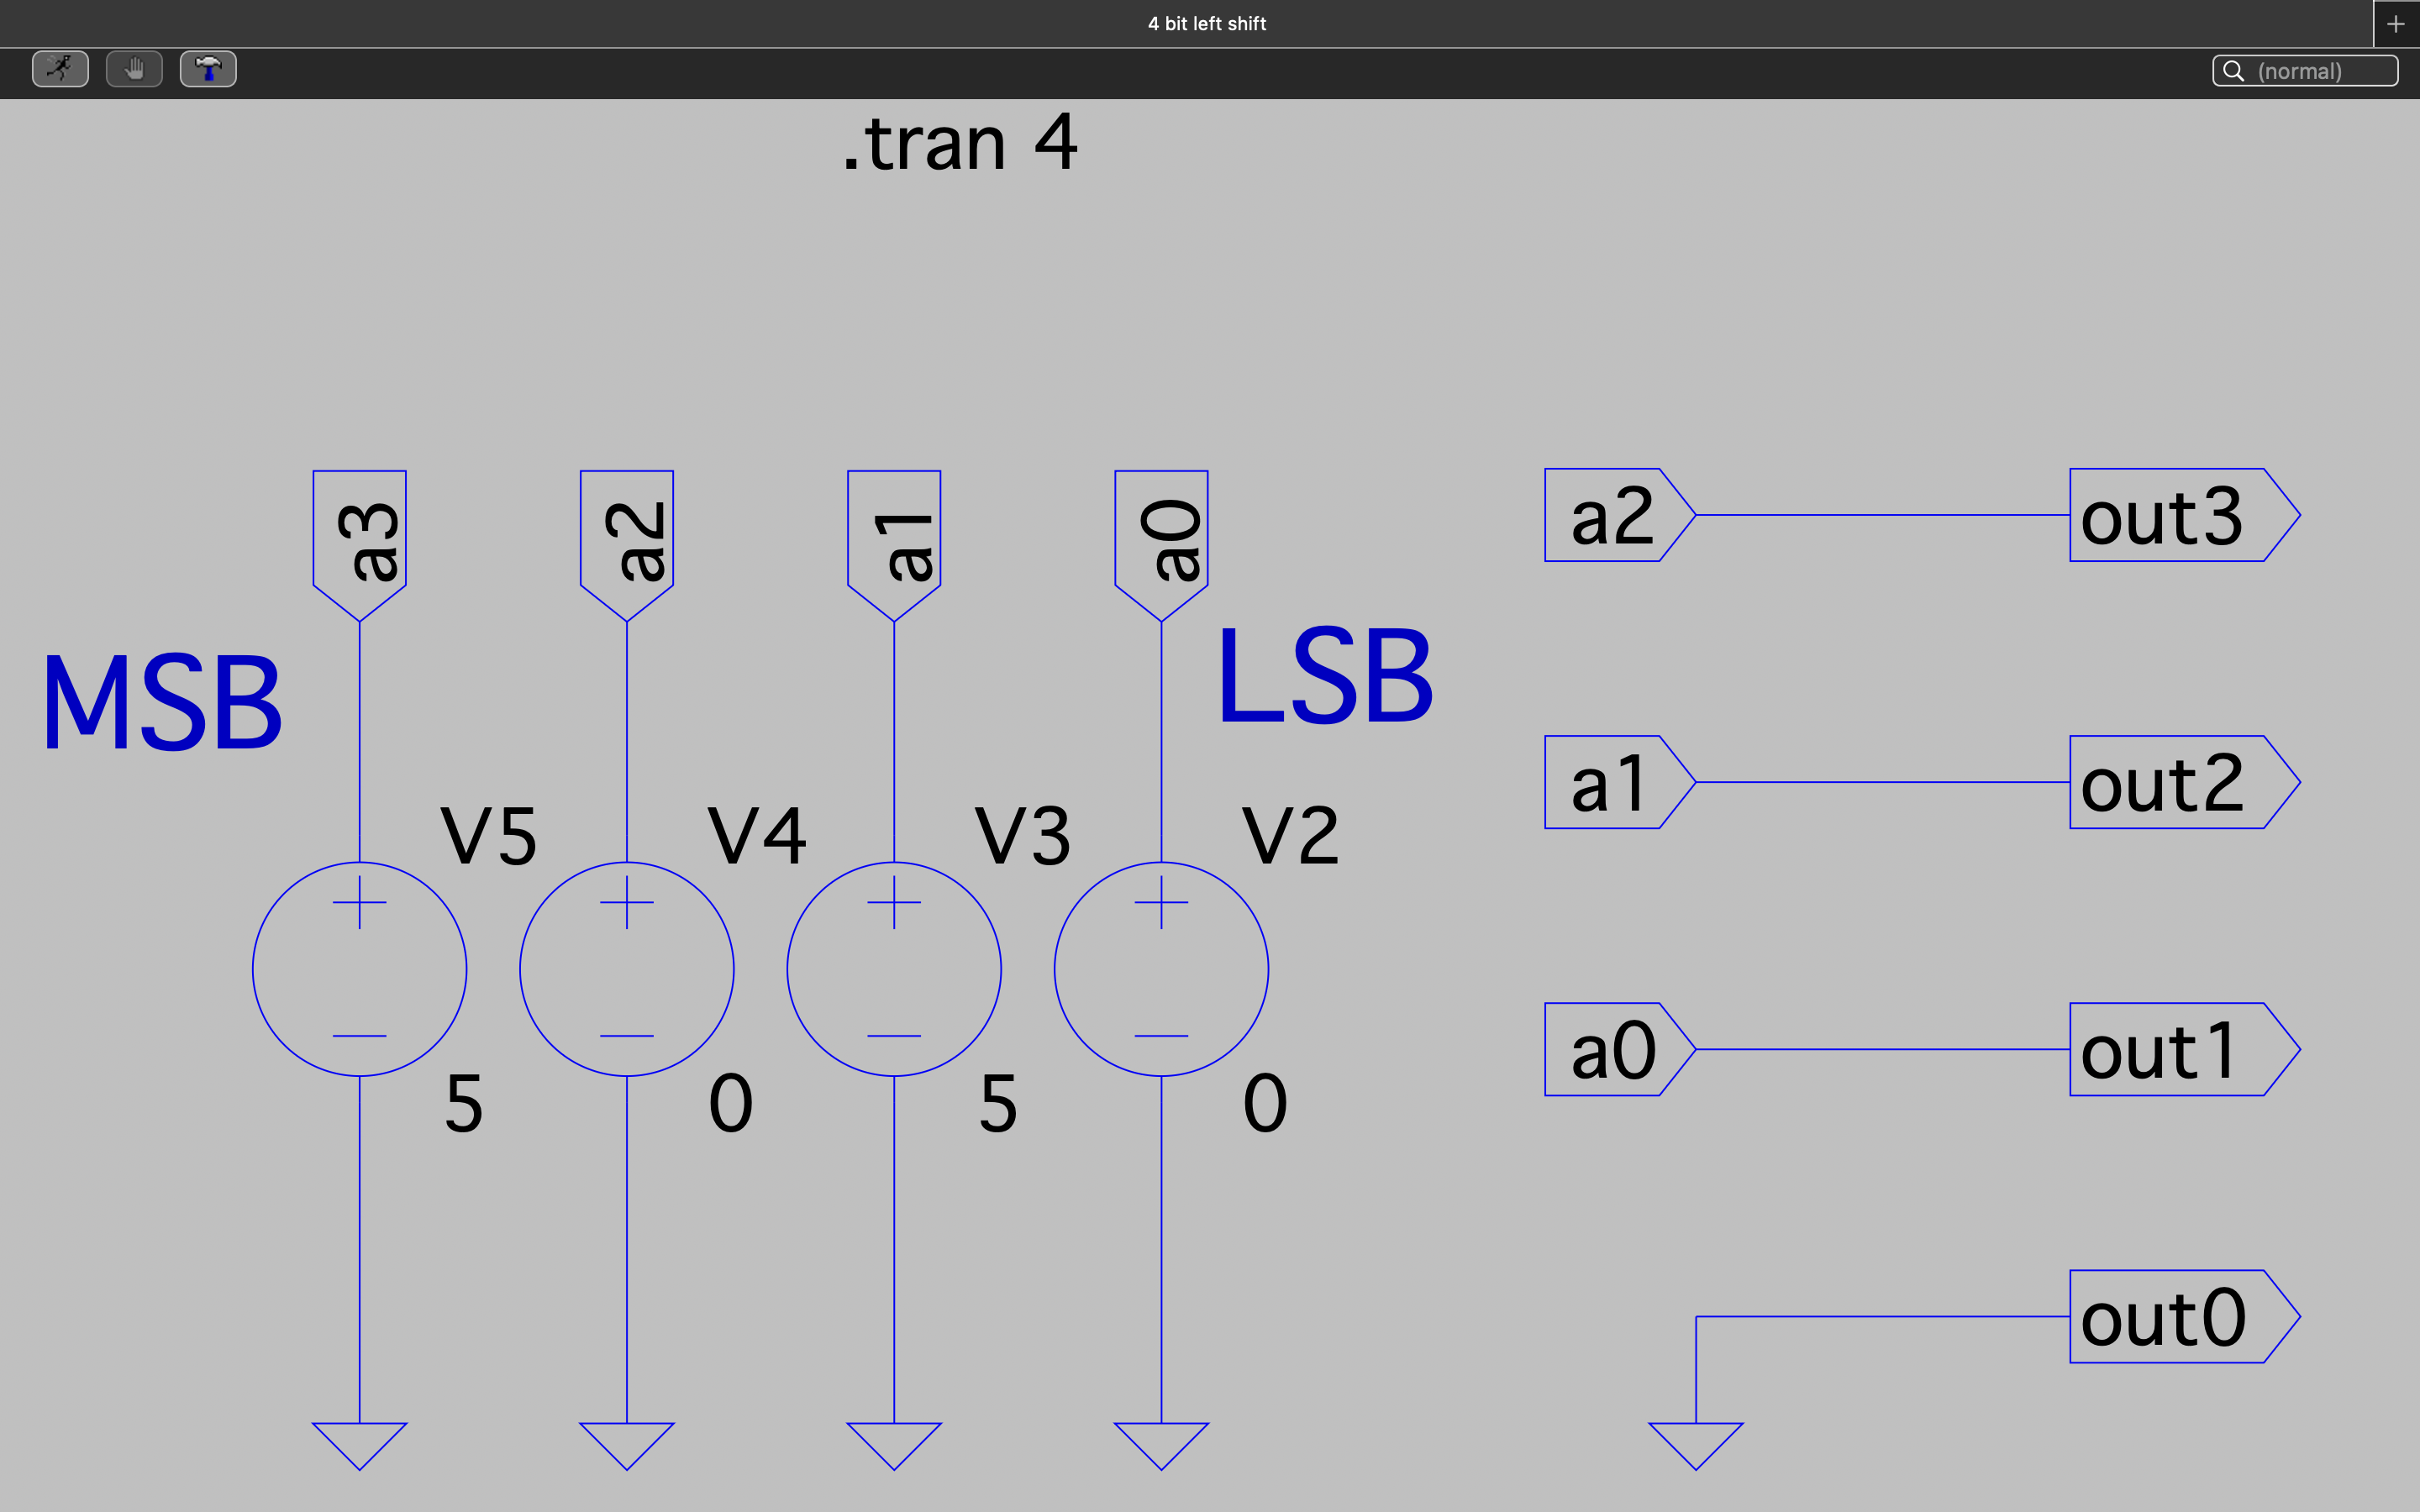 4 bit left shift
(normal)
.tran 4
a3 a2 a1 a0
a2 out3
MSB LSB
a1 out2
V5 V4 V3 V2
a0 out1
5 0 5 0
out0